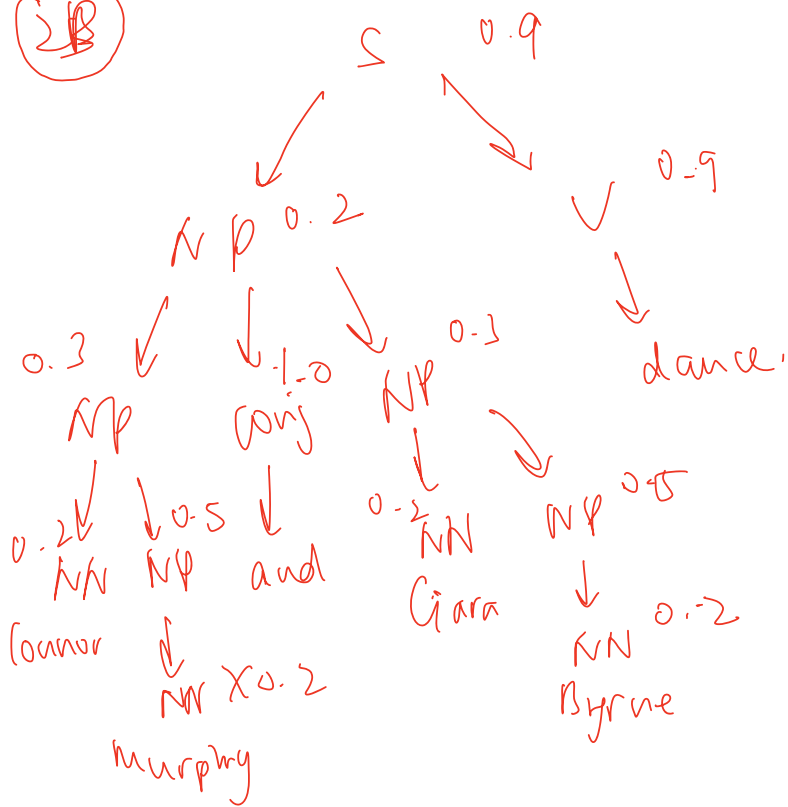 2B
S 0.9
NP 0.2
V 0.9
0.3
NP
1.0
Conj
NP 0.3
dance.
0.2
NN
NP 0.5
and
0.2
NN
NP 0.5
Connor
Ciara
NN 0.2
NN X0.2
Byrne
Murphy